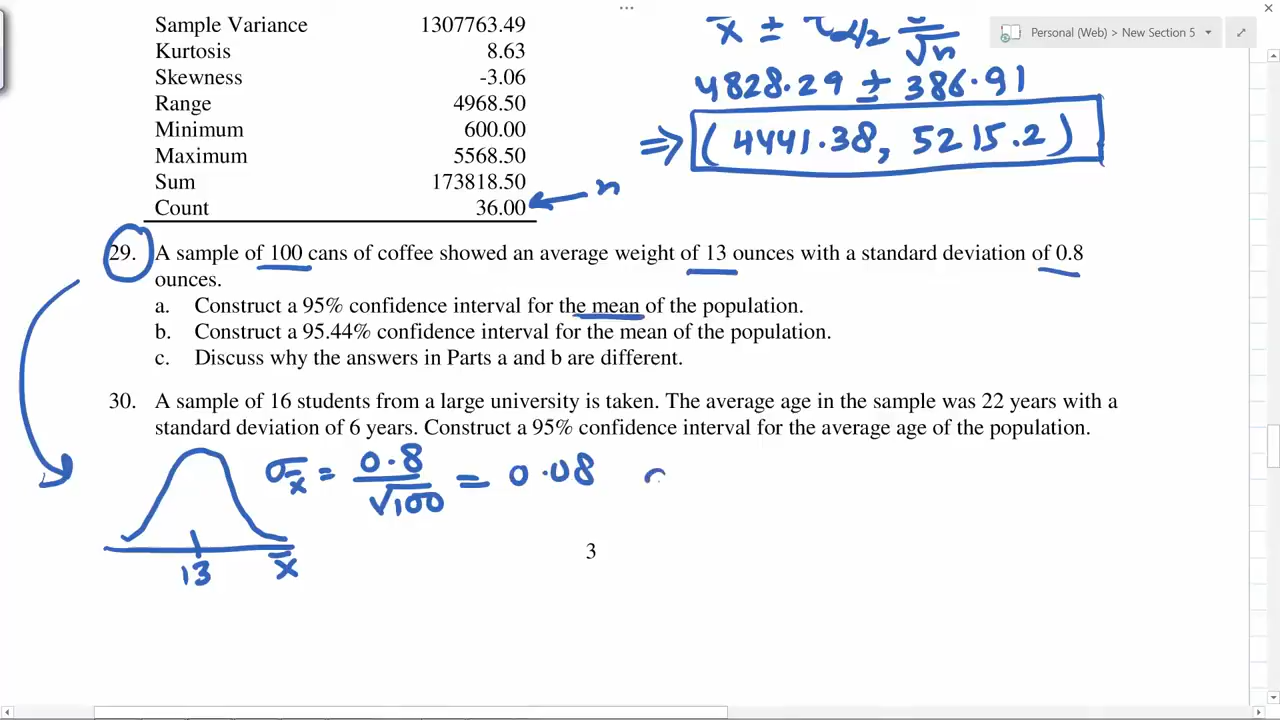 Sample Variance 1307763.49
Kurtosis 8.63
Skewness -3.06
Range 4968.50
Minimum 600.00
Maximum 5568.50
Sum 173818.50
Count 36.00
n
x̄ ± τα/2 σ/√n
4828.29 ± 386.91
⇒ (4441.38, 5215.2)
Personal (Web) > New Section 5
29. A sample of 100 cans of coffee showed an average weight of 13 ounces with a standard deviation of 0.8
ounces.
a. Construct a 95% confidence interval for the mean of the population.
b. Construct a 95.44% confidence interval for the mean of the population.
c. Discuss why the answers in Parts a and b are different.
30. A sample of 16 students from a large university is taken. The average age in the sample was 22 years with a
standard deviation of 6 years. Construct a 95% confidence interval for the average age of the population.
σx̄ = 0.8/√100 = 0.08
13 x̄
3